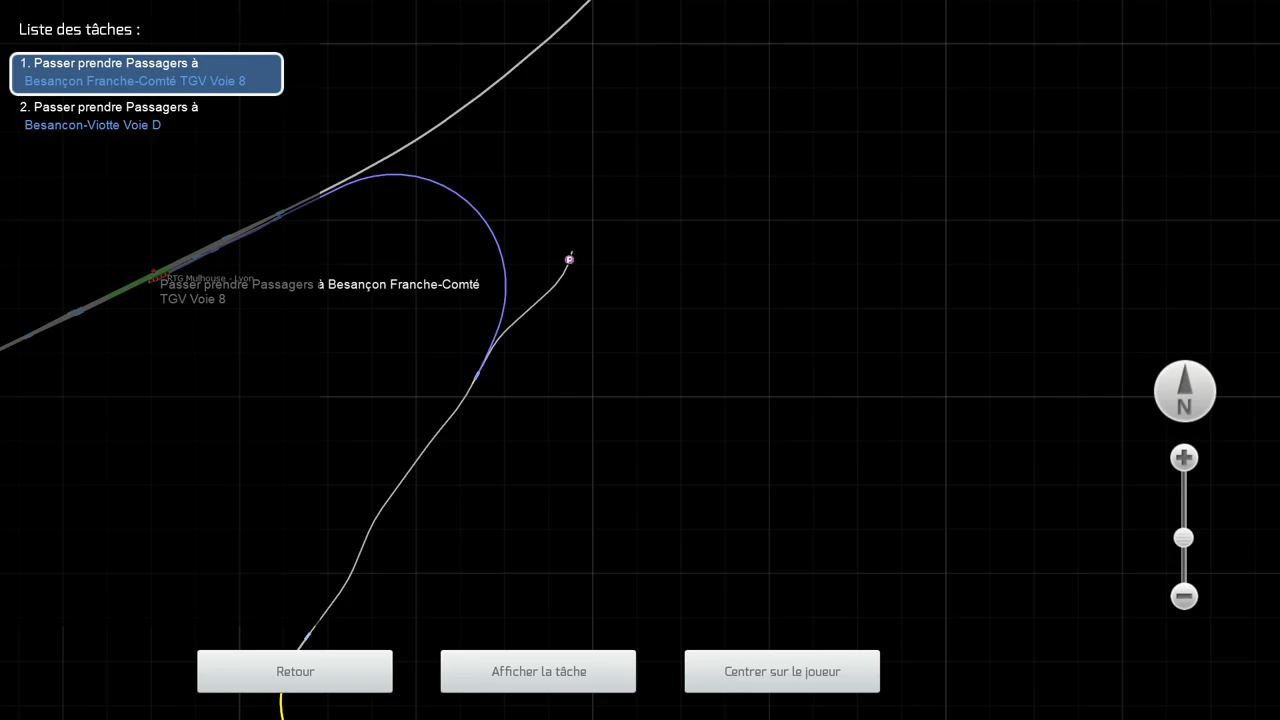 Liste des tâches :
1. Passer prendre Passagers à
Besançon Franche-Comté TGV Voie 8
2. Passer prendre Passagers à
Besancon-Viotte Voie D
RTG Mulhouse - Lyon
Passer prendre Passagers à Besançon Franche-Comté
TGV Voie 8
P
N
Retour
Afficher la tâche
Centrer sur le joueur